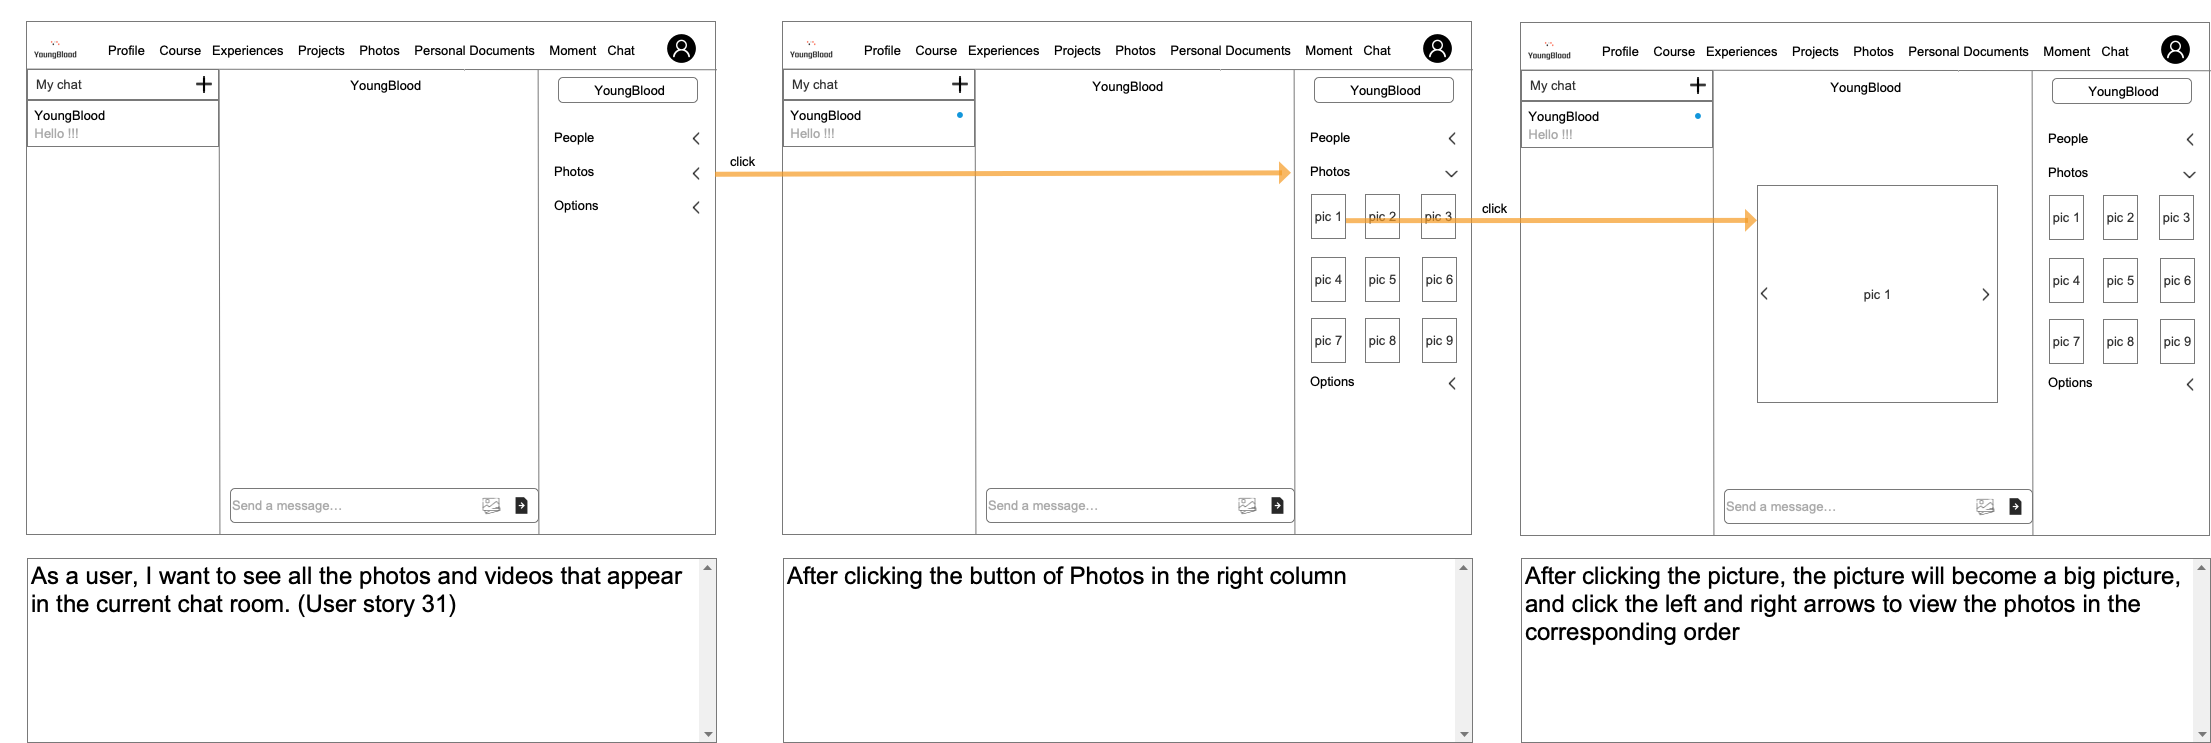 YoungBlood
Profile Course Experiences Projects Photos Personal Documents Moment Chat
My chat
YoungBlood
Hello !!!
YoungBlood
YoungBlood
People
Photos
Options
Send a message...
click
YoungBlood
Profile Course Experiences Projects Photos Personal Documents Moment Chat
My chat
YoungBlood
Hello !!!
YoungBlood
YoungBlood
People
Photos
pic 1 pic 2 pic 3
pic 4 pic 5 pic 6
pic 7 pic 8 pic 9
Options
Send a message...
click
YoungBlood
Profile Course Experiences Projects Photos Personal Documents Moment Chat
My chat
YoungBlood
Hello !!!
YoungBlood
pic 1
YoungBlood
People
Photos
pic 1 pic 2 pic 3
pic 4 pic 5 pic 6
pic 7 pic 8 pic 9
Options
Send a message...
As a user, I want to see all the photos and videos that appear
in the current chat room. (User story 31)
After clicking the button of Photos in the right column
After clicking the picture, the picture will become a big picture,
and click the left and right arrows to view the photos in the
corresponding order